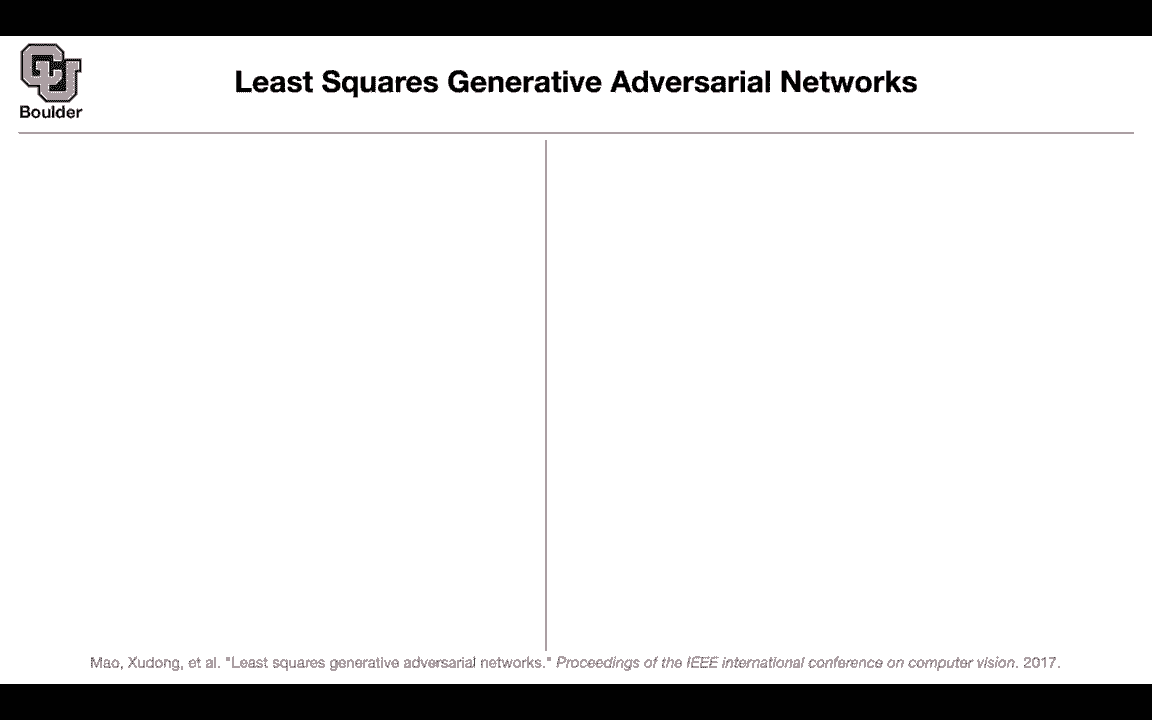 Boulder
Least Squares Generative Adversarial Networks
Mao, Xudong, et al. "Least squares generative adversarial networks." Proceedings of the IEEE international conference on computer vision. 2017.